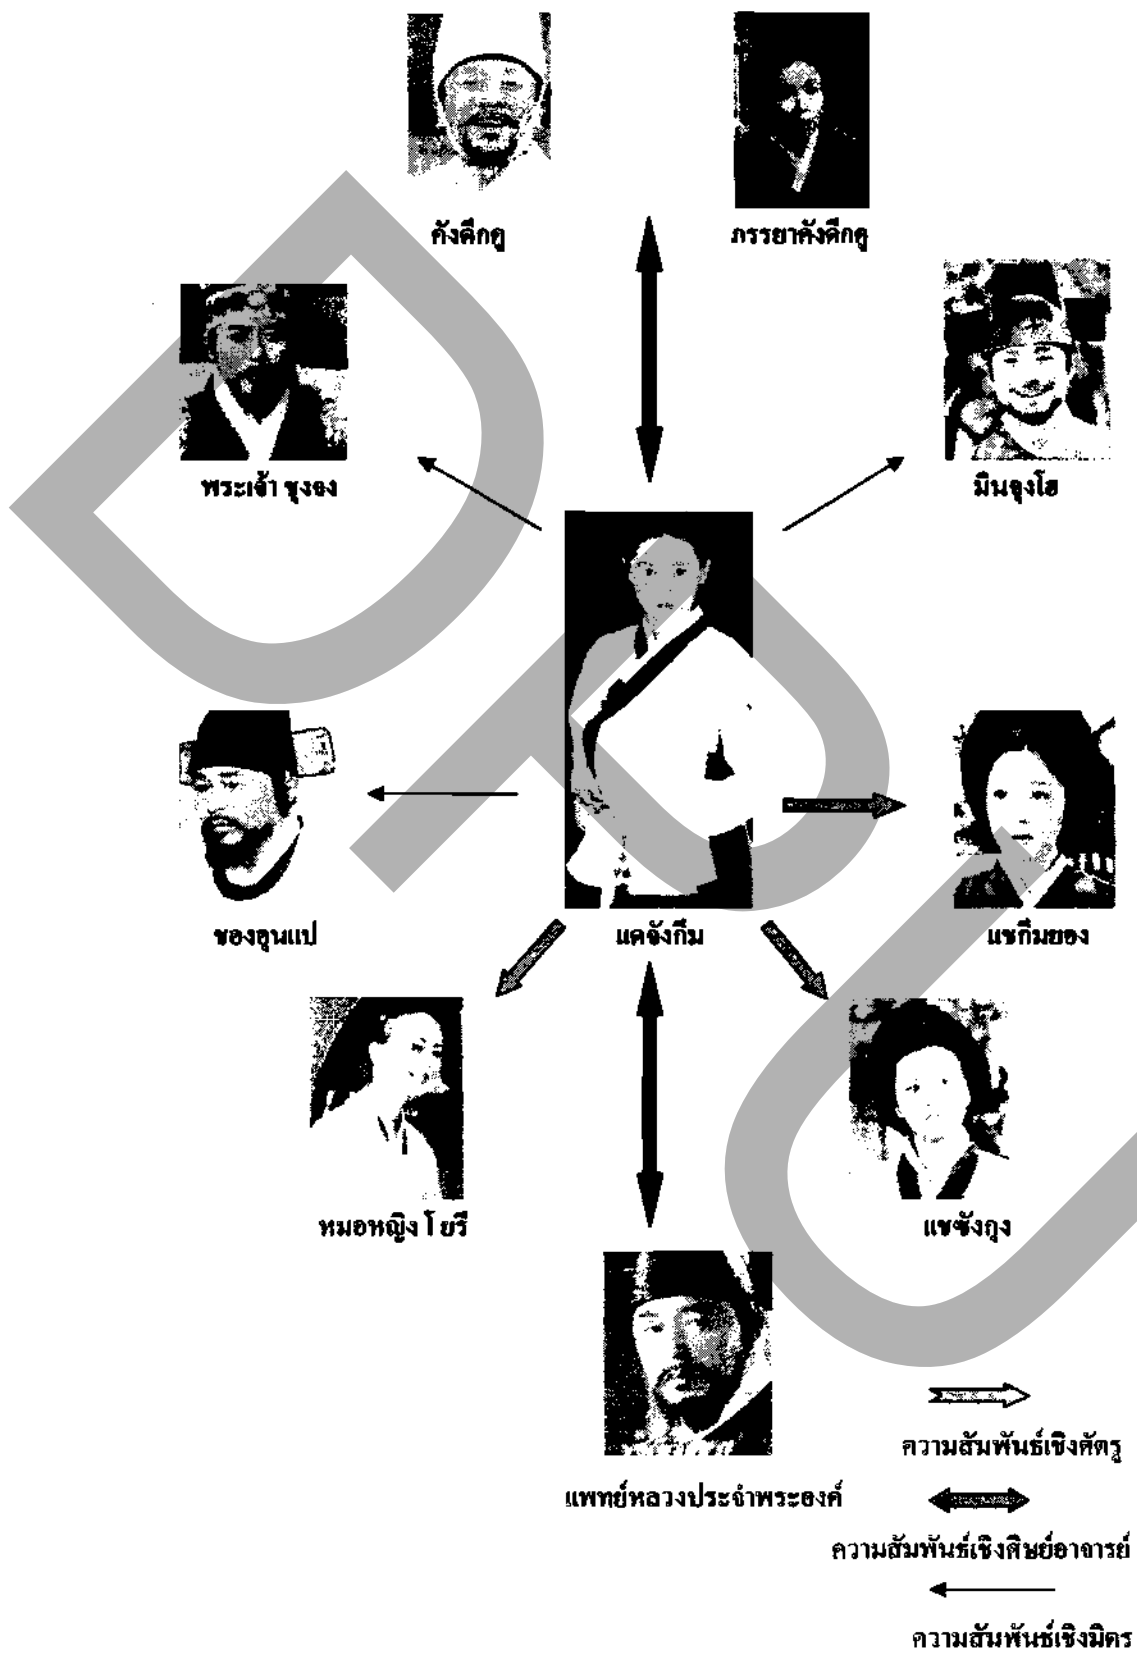 คังดึกคู
ภรรยาคังดึกคู
พระเจ้า ชุงจง
มินจุงโฮ
ชองอุนแป
แดจังกึม
แชกึมยอง
หมอหญิง โยรี
แชซังกุง
แพทย์หลวงประจำพระองค์
ความสัมพันธ์เชิงศัตรู
ความสัมพันธ์เชิงศิษย์อาจารย์
ความสัมพันธ์เชิงมิตร
DPU